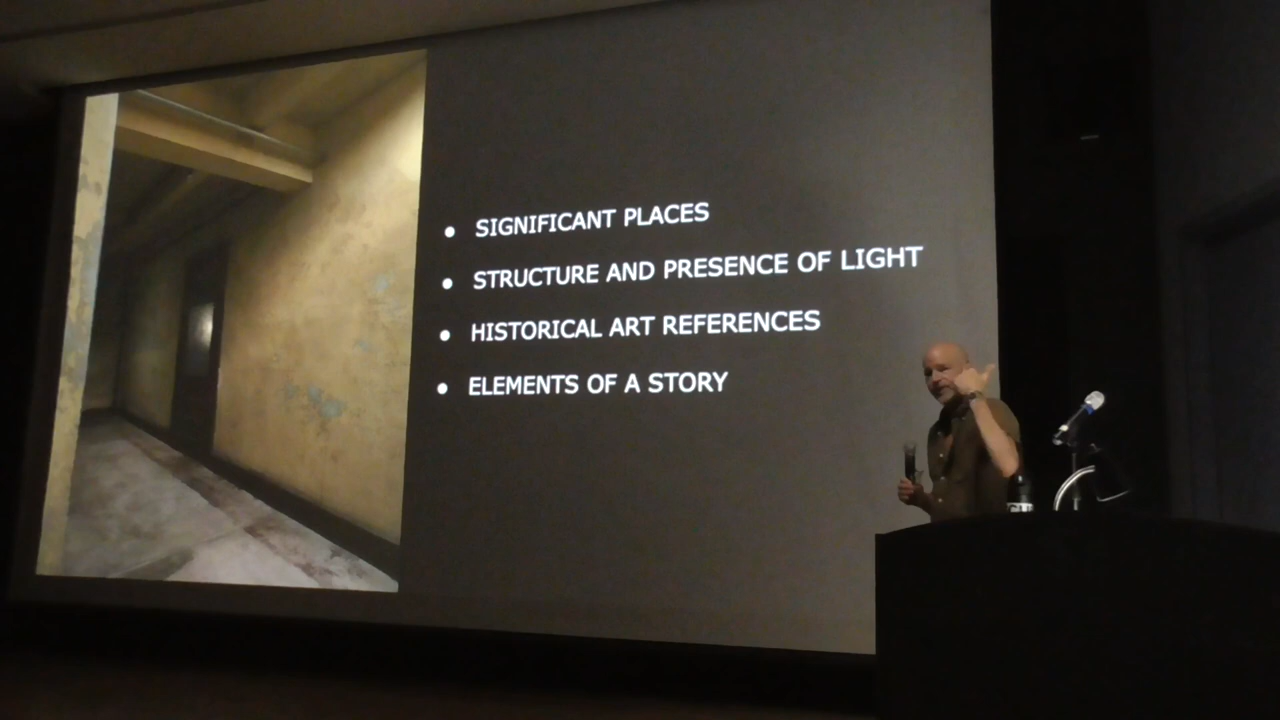 • SIGNIFICANT PLACES
• STRUCTURE AND PRESENCE OF LIGHT
• HISTORICAL ART REFERENCES
• ELEMENTS OF A STORY